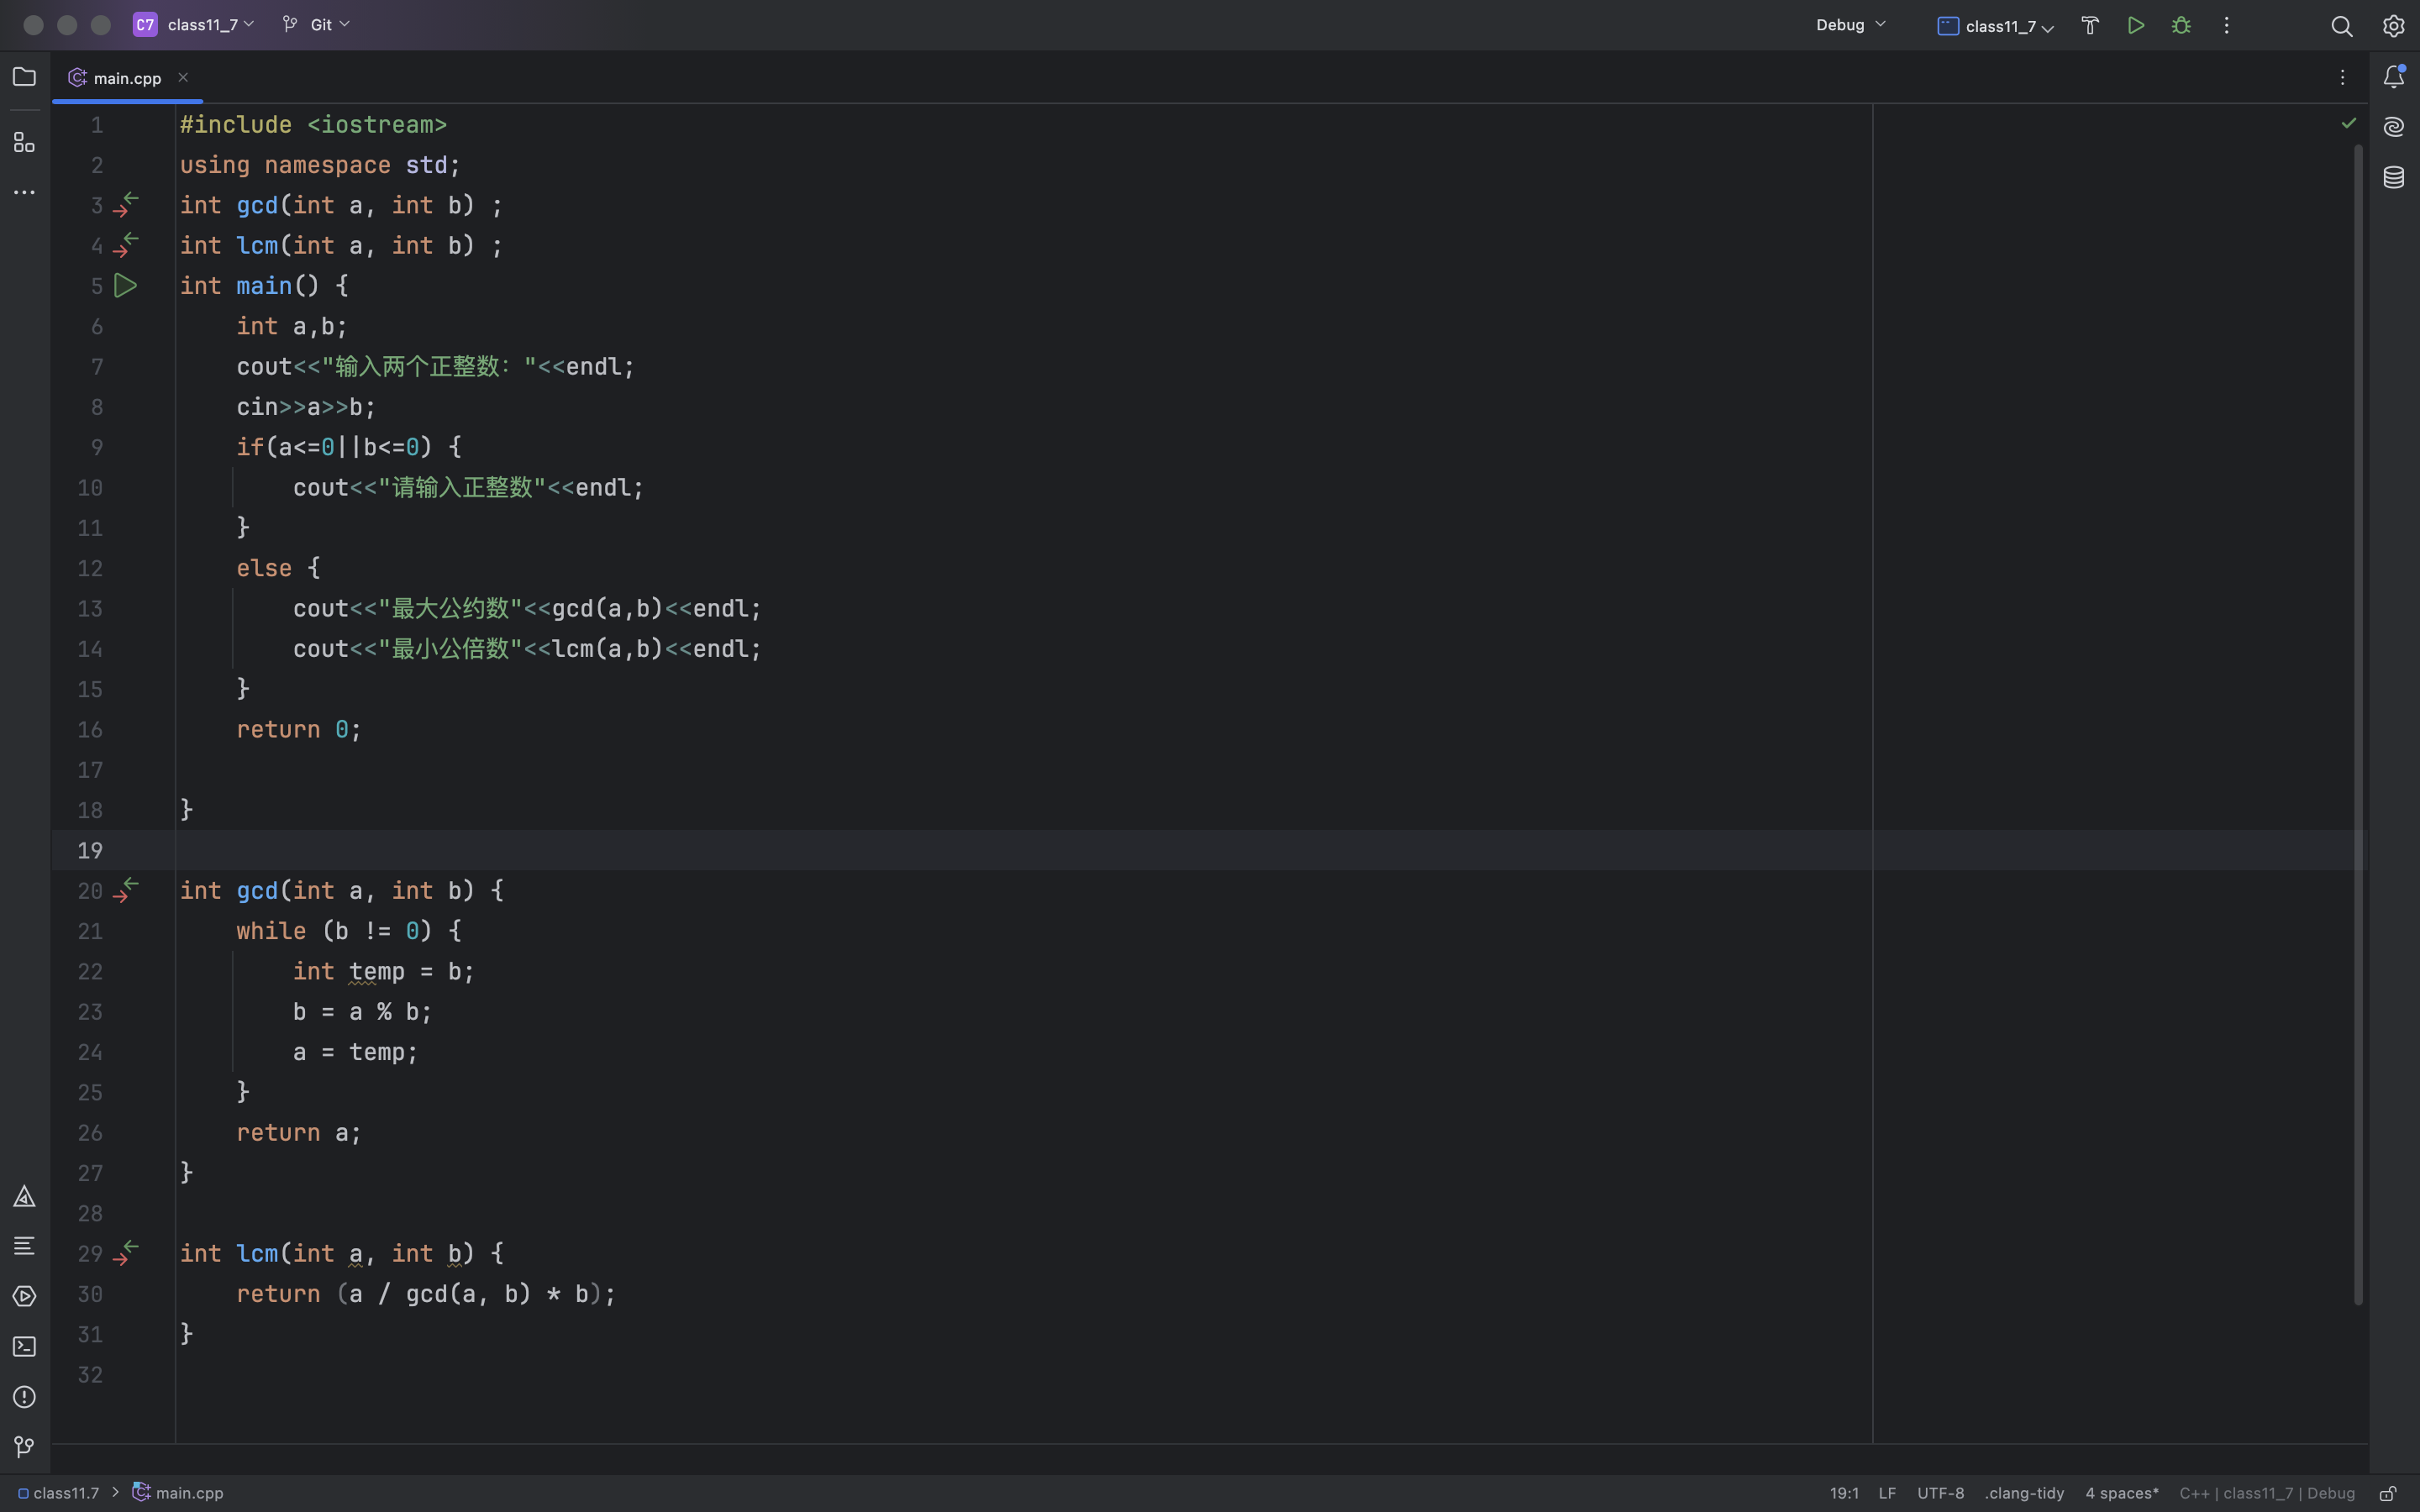 C7 class11_7 Git Debug class11_7
main.cpp
1 #include <iostream>
2 using namespace std;
3 int gcd(int a, int b) ;
4 int lcm(int a, int b) ;
5 int main() {
6     int a,b;
7     cout<<"输入两个正整数: "<<endl;
8     cin>>a>>b;
9     if(a<=0||b<=0) {
10         cout<<"请输入正整数"<<endl;
11     }
12     else {
13         cout<<"最大公约数"<<gcd(a,b)<<endl;
14         cout<<"最小公倍数"<<lcm(a,b)<<endl;
15     }
16     return 0;
17
18 }
19
20 int gcd(int a, int b) {
21     while (b != 0) {
22         int temp = b;
23         b = a % b;
24         a = temp;
25     }
26     return a;
27 }
28
29 int lcm(int a, int b) {
30     return (a / gcd(a, b) * b);
31 }
32
class11.7 > main.cpp 19:1 LF UTF-8 .clang-tidy 4 spaces* C++ | class11_7 | Debug